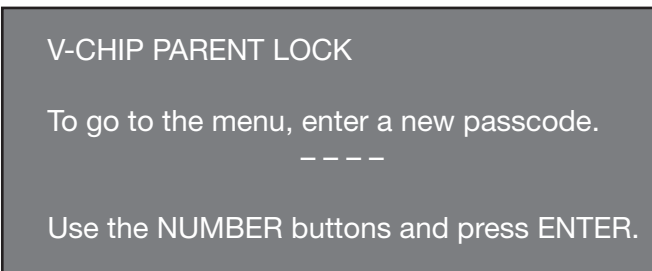 V-CHIP PARENT LOCK
To go to the menu, enter a new passcode.
– – – –
Use the NUMBER buttons and press ENTER.